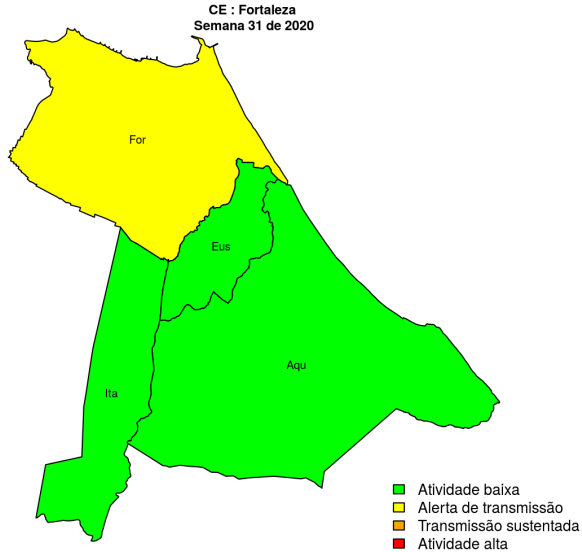 CE : Fortaleza
Semana 31 de 2020
For
Eus
Aqu
Ita
Atividade baixa
Alerta de transmissão
Transmissão sustentada
Atividade alta